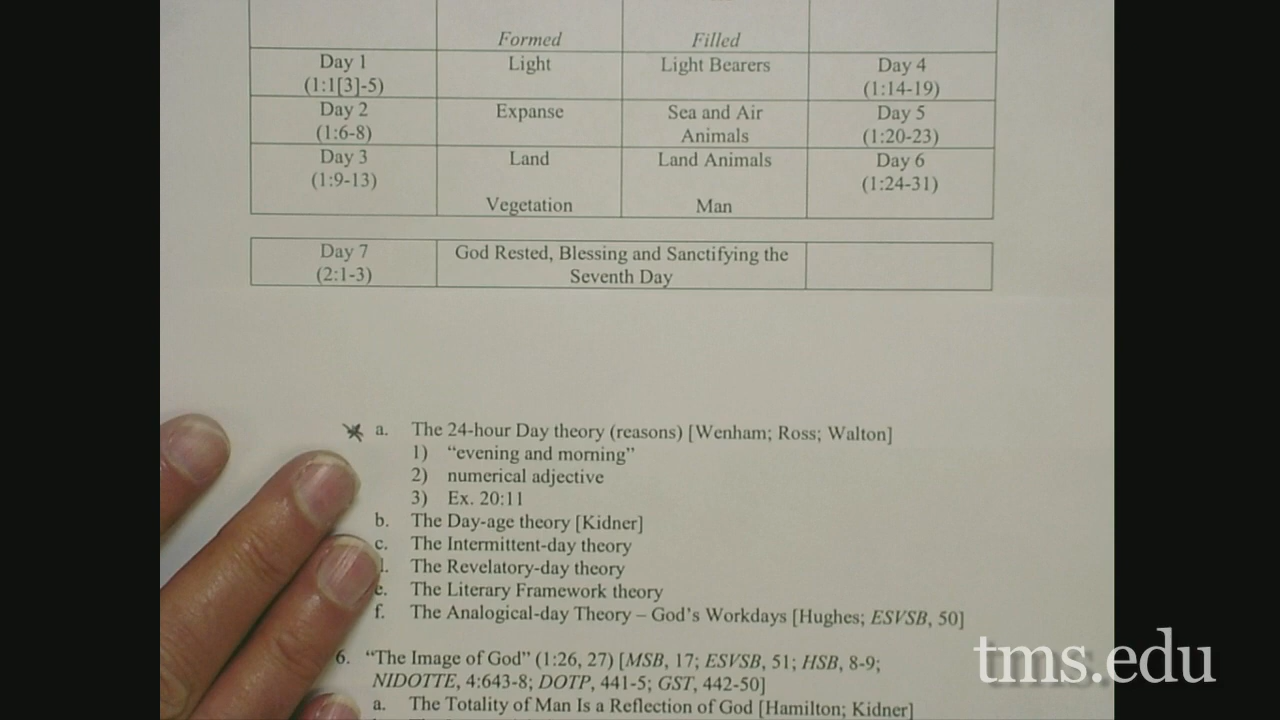 Formed Filled
Day 1 Light Light Bearers Day 4
(1:1[3]-5) (1:14-19)
Day 2 Expanse Sea and Air Day 5
(1:6-8) Animals (1:20-23)
Day 3 Land Land Animals Day 6
(1:9-13) (1:24-31)
Vegetation Man
Day 7 God Rested, Blessing and Sanctifying the
(2:1-3) Seventh Day
a. The 24-hour Day theory (reasons) [Wenham; Ross; Walton]
1) "evening and morning"
2) numerical adjective
3) Ex. 20:11
b. The Day-age theory [Kidner]
c. The Intermittent-day theory
The Revelatory-day theory
e. The Literary Framework theory
f. The Analogical-day Theory – God's Workdays [Hughes; ESVSB, 50]
6. "The Image of God" (1:26, 27) [MSB, 17; ESVSB, 51; HSB, 8-9;
NIDOTTE, 4:643-8; DOTP, 441-5; GST, 442-50]
a. The Totality of Man Is a Reflection of God [Hamilton; Kidner]
tms.edu